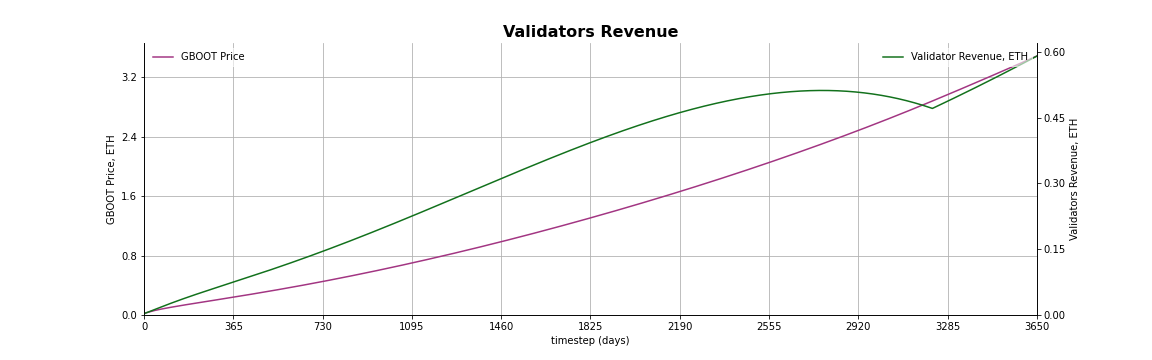 Validators Revenue
GBOOT Price
Validator Revenue, ETH
GBOOT Price, ETH
3.2
2.4
1.6
0.8
0.0
0.60
0.45
0.30
0.15
0.00
Validators Revenue, ETH
0 365 730 1095 1460 1825 2190 2555 2920 3285 3650
timestep (days)